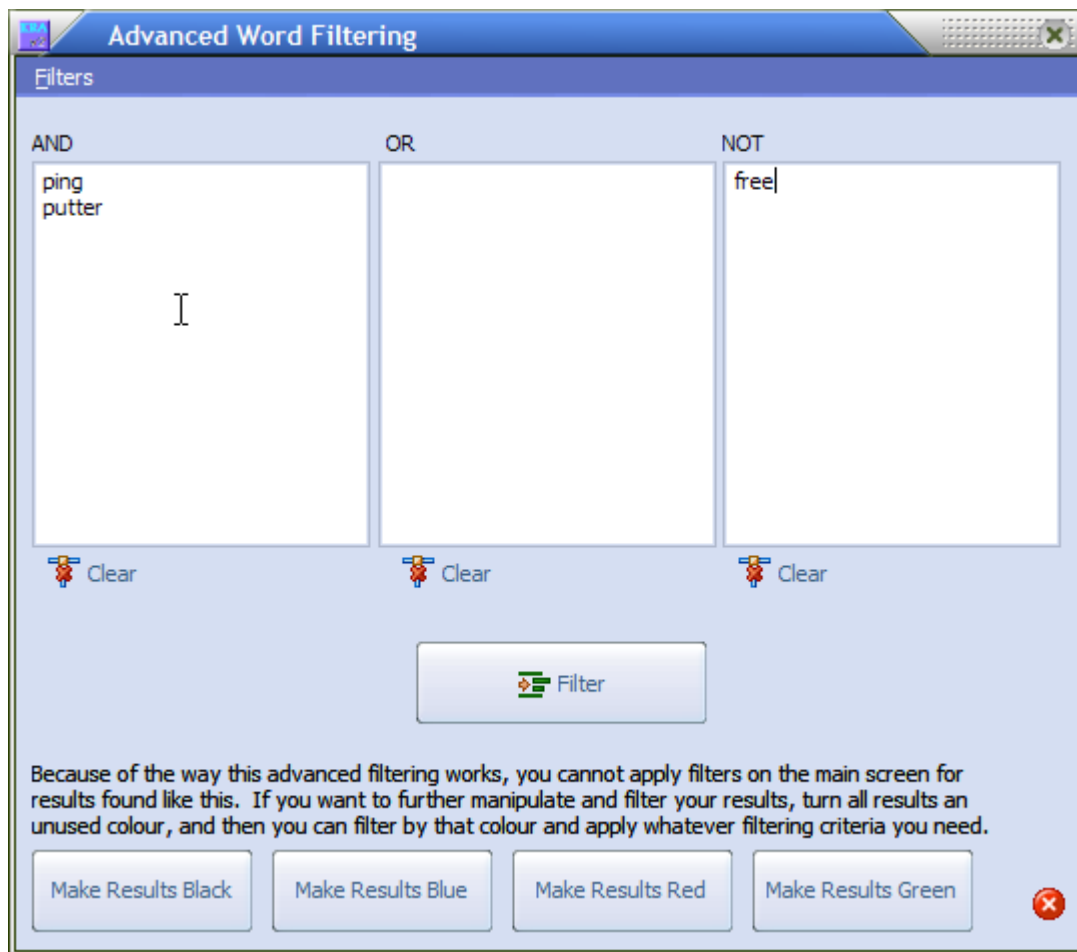 Advanced Word Filtering
Filters
AND
OR
NOT
ping
putter
free
Clear
Clear
Clear
Filter
Because of the way this advanced filtering works, you cannot apply filters on the main screen for
results found like this.  If you want to further manipulate and filter your results, turn all results an
unused colour, and then you can filter by that colour and apply whatever filtering criteria you need.
Make Results Black
Make Results Blue
Make Results Red
Make Results Green